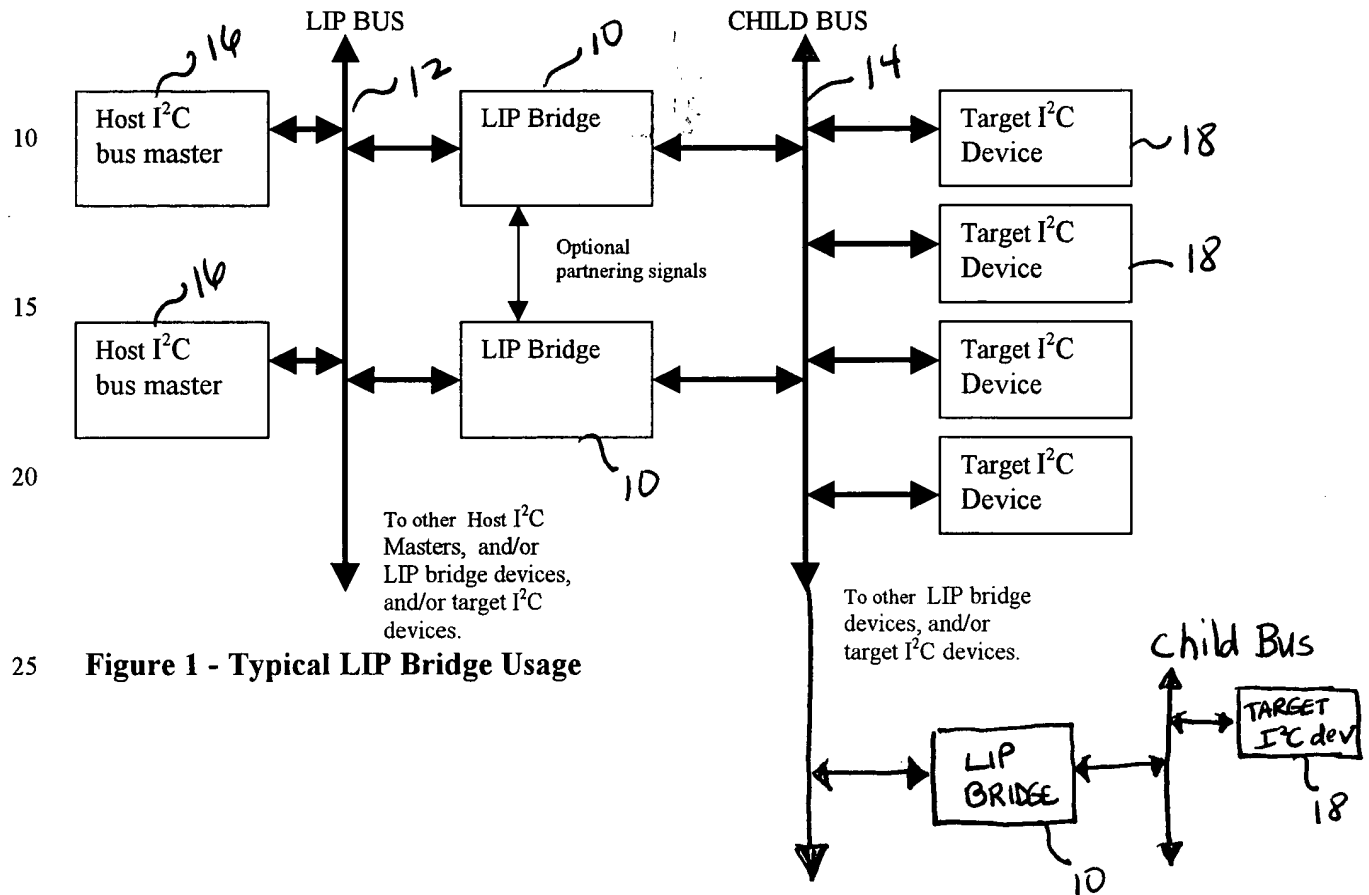 LIP BUS
CHILD BUS
16
12
10
14
10
Host I²C
bus master
LIP Bridge
Target I²C
Device
18
Optional
partnering signals
Target I²C
Device
18
15
16
Host I²C
bus master
LIP Bridge
Target I²C
Device
20
10
Target I²C
Device
To other Host I²C
Masters, and/or
LIP bridge devices,
and/or target I²C
devices.
To other LIP bridge
devices, and/or
target I²C devices.
25 Figure 1 - Typical LIP Bridge Usage
Child Bus
TARGET
I²C dev
18
LIP
BRIDGE
10